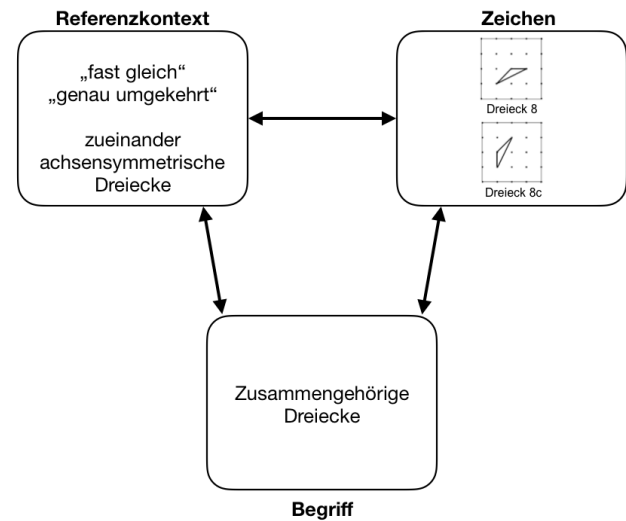 Referenzkontext
„fast gleich“
„genau umgekehrt“
zueinander
achsensymmetrische
Dreiecke
Zeichen
Dreieck 8
Dreieck 8c
Zusammengehörige
Dreiecke
Begriff